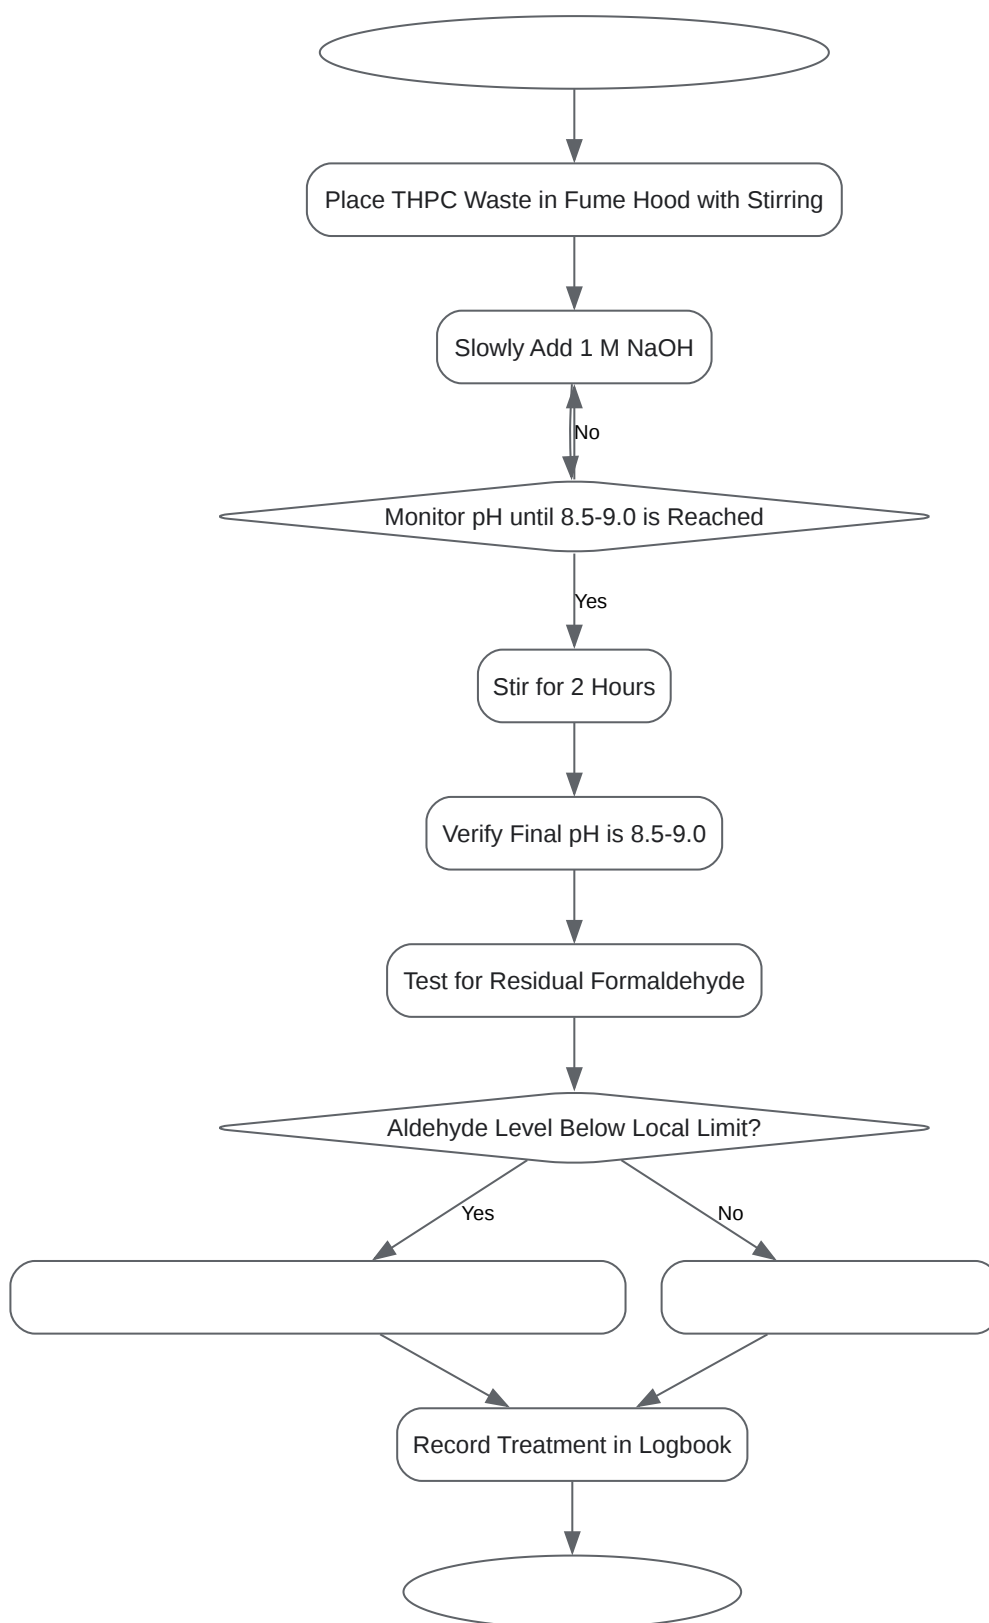 Place THPC Waste in Fume Hood with Stirring
Slowly Add 1 M NaOH
No
Monitor pH until 8.5-9.0 is Reached
Yes
Stir for 2 Hours
Verify Final pH is 8.5-9.0
Test for Residual Formaldehyde
Aldehyde Level Below Local Limit?
Yes
No
Record Treatment in Logbook